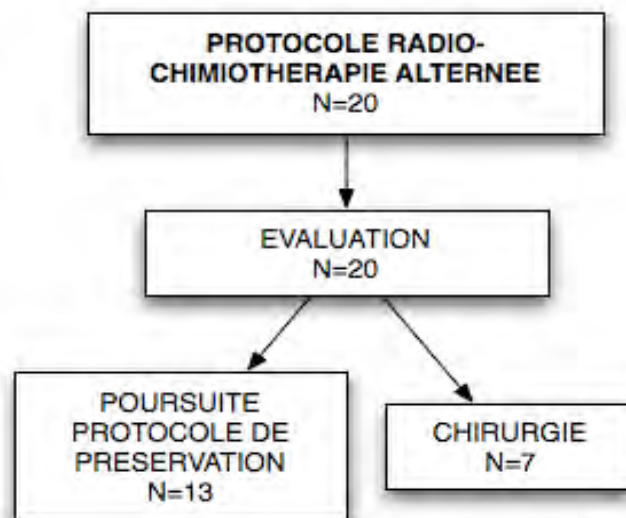 PROTOCOLE RADIO-
CHIMIOTHERAPIE ALTERNEE
N=20
EVALUATION
N=20
POURSUITE
PROTOCOLE DE
PRESERVATION
N=13
CHIRURGIE
N=7